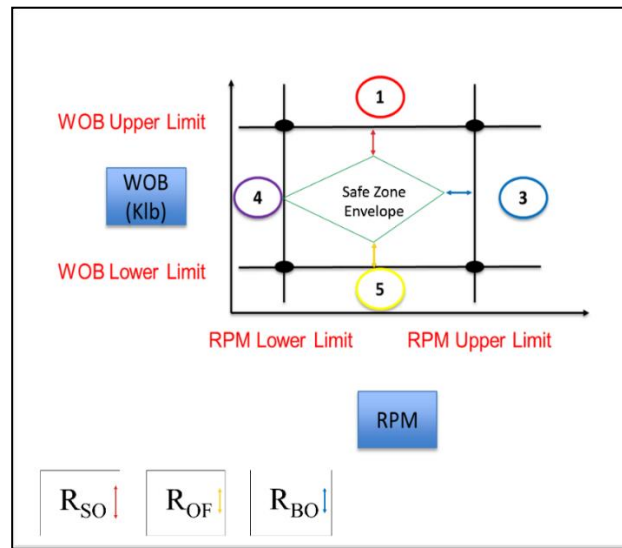 1
WOB Upper Limit
WOB
(Klb)
4
Safe Zone
Envelope
3
WOB Lower Limit
5
RPM Lower Limit
RPM Upper Limit
RPM
RSO
ROF
RBO